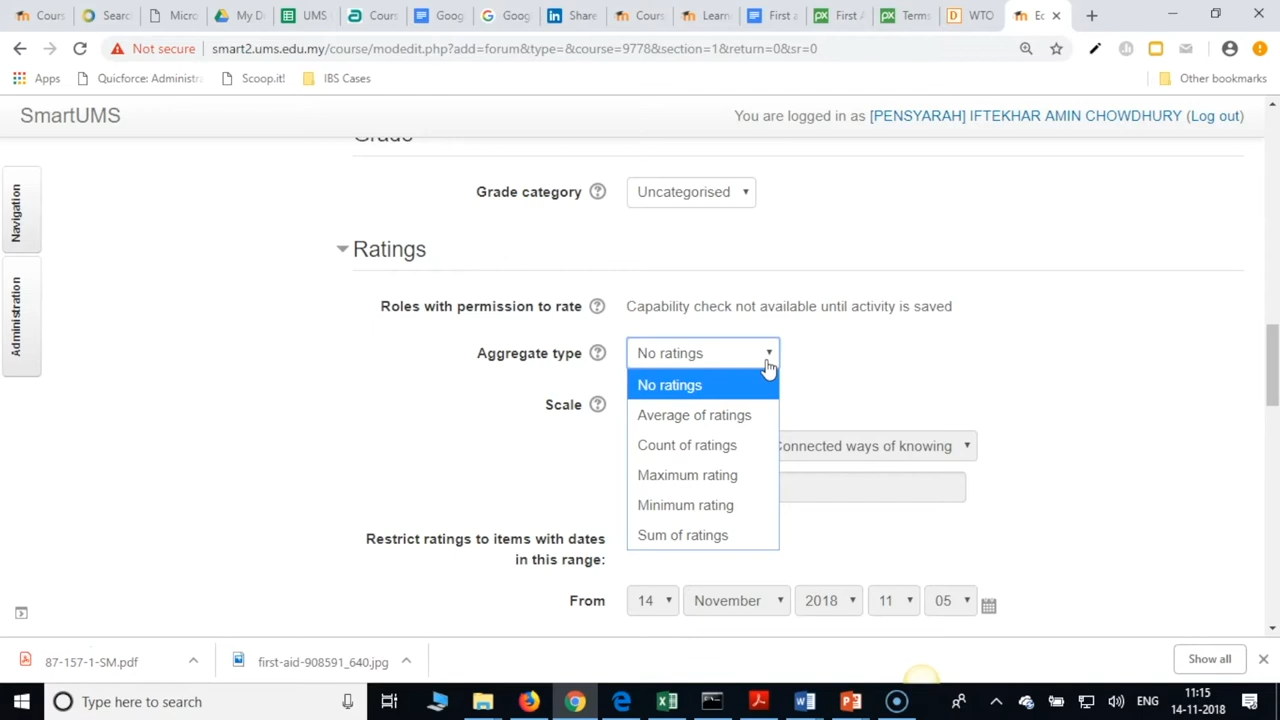 Cours
Searc
Micro
My D
UMS
Cours
Goog
Goog
Share
Cours
Learn
First a
First A
Terms
WTO
Ec
Not secure
smart2.ums.edu.my/course/modedit.php?add=forum&type=&course=9778&section=1&return=0&sr=0
Apps
Quicforce: Administra
Scoop.it!
IBS Cases
Other bookmarks
SmartUMS
You are logged in as [PENSYARAH] IFTEKHAR AMIN CHOWDHURY (Log out)
Navigation
Administration
Grade
Grade category
Uncategorised
Ratings
Roles with permission to rate
Capability check not available until activity is saved
Aggregate type
No ratings
No ratings
Average of ratings
Count of ratings
Maximum rating
Minimum rating
Sum of ratings
Scale
Connected ways of knowing
Restrict ratings to items with dates
in this range:
From
14
November
2018
11
05
87-157-1-SM.pdf
first-aid-908591_640.jpg
Show all
Type here to search
ENG
11:15
14-11-2018